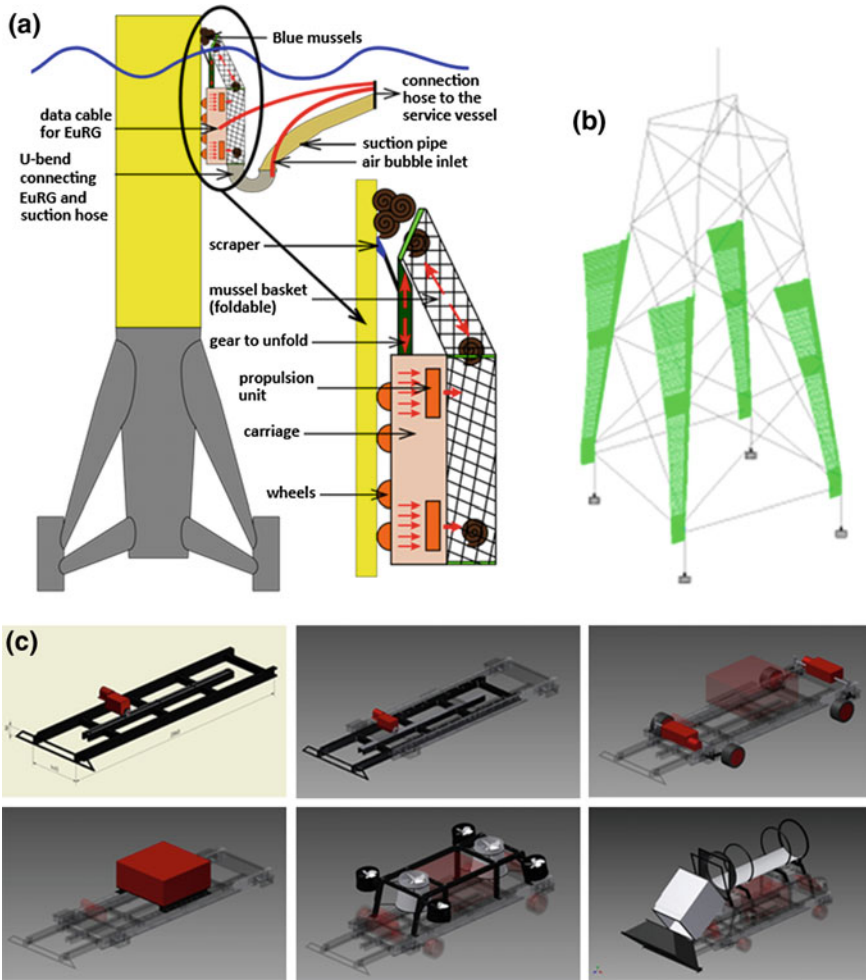 (a)
Blue mussels
data cable
for EuRG
connection
hose to the
service vessel
suction pipe
air bubble inlet
U-bend
connecting
EuRG and
suction hose
scraper
mussel basket
(foldable)
gear to unfold
propulsion
unit
carriage
wheels
(b)
(c)